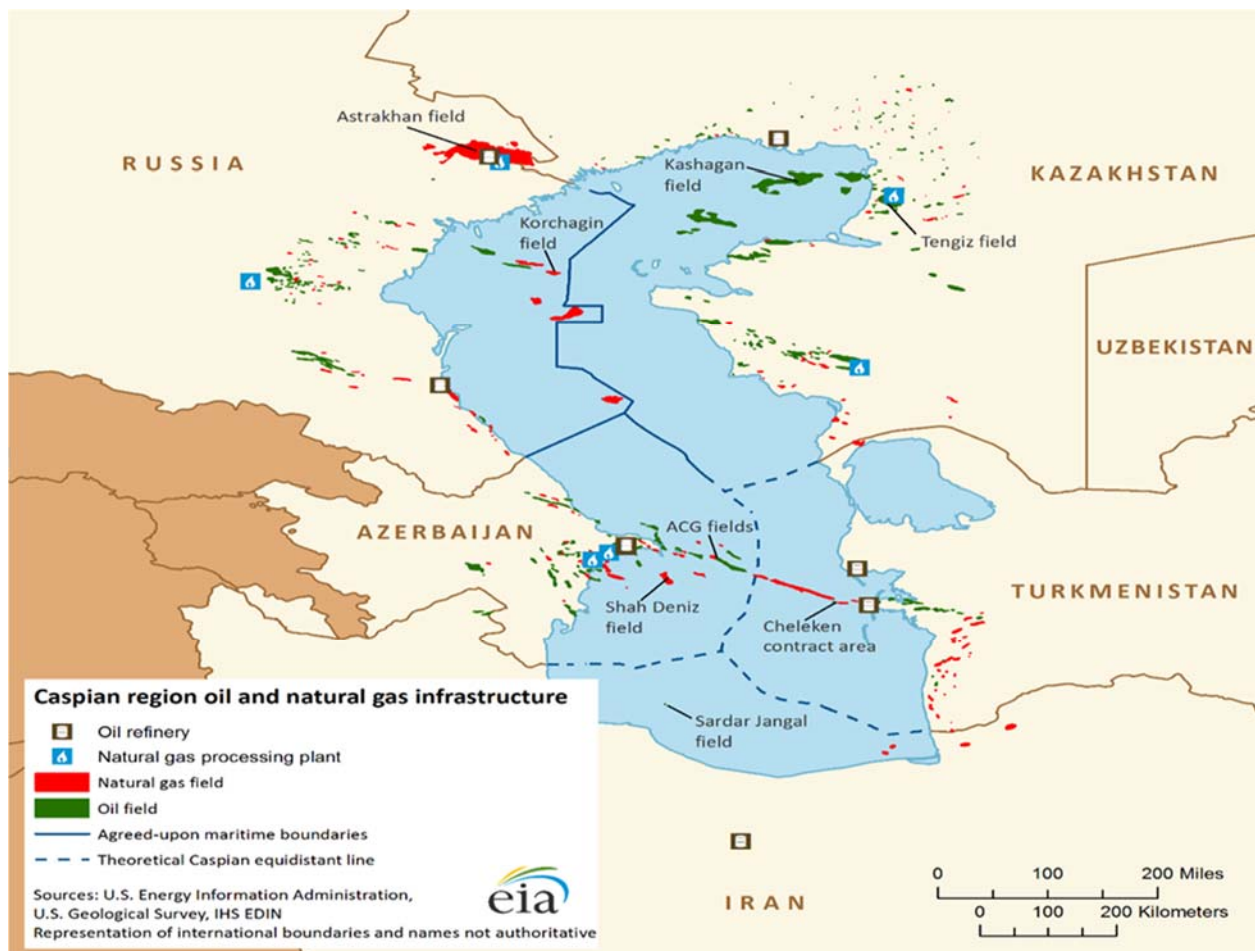 Astrakhan field
RUSSIA
Kashagan
field
KAZAKHSTAN
Korchagin
field
Tengiz field
UZBEKISTAN
AZERBAIJAN
ACG fields
TURKMENISTAN
Shah Deniz
field
Cheleken
contract area
Sardar Jangal
field
IRAN
Caspian region oil and natural gas infrastructure
Oil refinery
Natural gas processing plant
Natural gas field
Oil field
Agreed-upon maritime boundaries
Theoretical Caspian equidistant line
Sources: U.S. Energy Information Administration,
U.S. Geological Survey, IHS EDIN
Representation of international boundaries and names not authoritative
eia
0 100 200 Miles
0 100 200 Kilometers